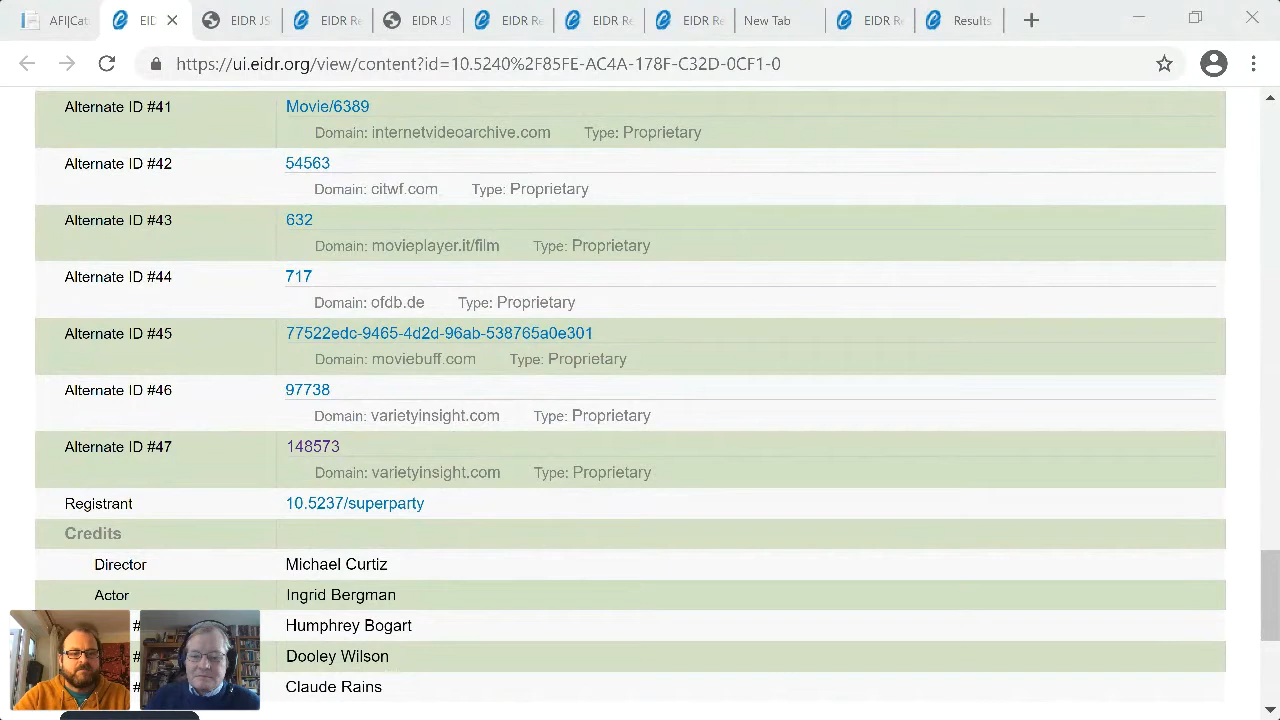 AFI|Cat
EID
EIDR JS
EIDR Re
EIDR JS
EIDR Re
EIDR Re
EIDR R
New Tab
EIDR R
Results
https://ui.eidr.org/view/content?id=10.5240%2F85FE-AC4A-178F-C32D-0CF1-0
Alternate ID #41 Movie/6389
Domain: internetvideoarchive.com Type: Proprietary
Alternate ID #42 54563
Domain: citwf.com Type: Proprietary
Alternate ID #43 632
Domain: movieplayer.it/film Type: Proprietary
Alternate ID #44 717
Domain: ofdb.de Type: Proprietary
Alternate ID #45 77522edc-9465-4d2d-96ab-538765a0e301
Domain: moviebuff.com Type: Proprietary
Alternate ID #46 97738
Domain: varietyinsight.com Type: Proprietary
Alternate ID #47 148573
Domain: varietyinsight.com Type: Proprietary
Registrant 10.5237/superparty
Credits
Director Michael Curtiz
Actor Ingrid Bergman
# Humphrey Bogart
# Dooley Wilson
# Claude Rains